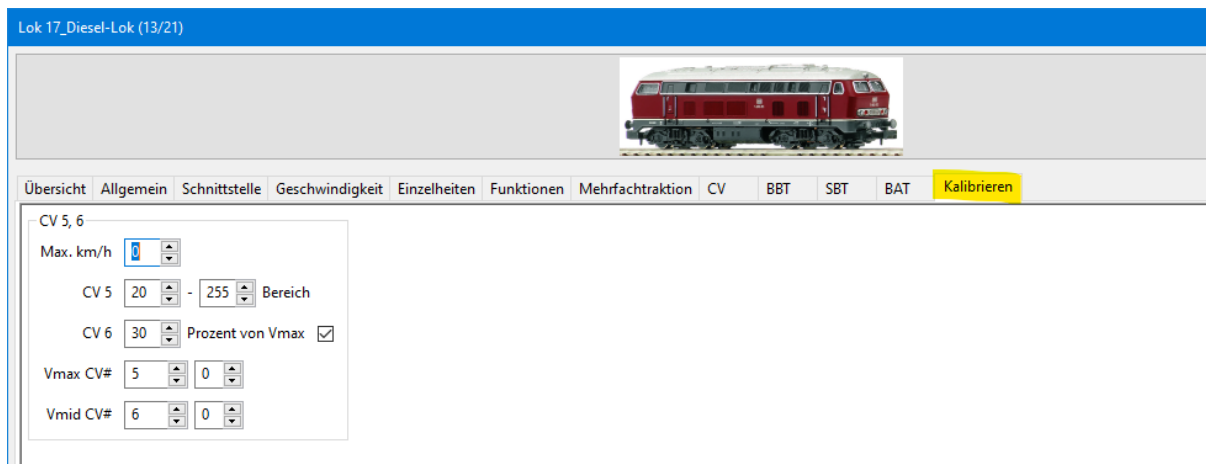 Lok 17_Diesel-Lok (13/21)
Übersicht Allgemein Schnittstelle Geschwindigkeit Einzelheiten Funktionen Mehrfachtraktion CV BBT SBT BAT Kalibrieren
CV 5, 6
Max. km/h 0
CV 5 20 - 255 Bereich
CV 6 30 Prozent von Vmax
Vmax CV# 5 0
Vmid CV# 6 0